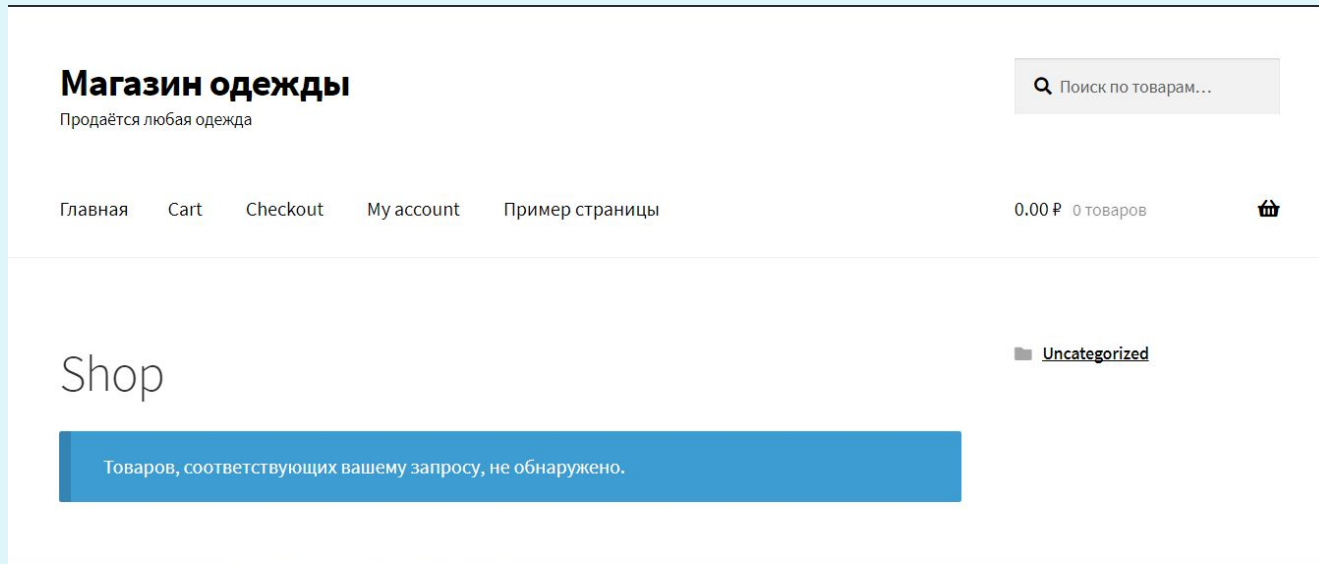 Магазин одежды
Продаётся любая одежда
Поиск по товарам…
Главная Cart Checkout My account Пример страницы
0.00 ₽ 0 товаров
Shop
Uncategorized
Товаров, соответствующих вашему запросу, не обнаружено.